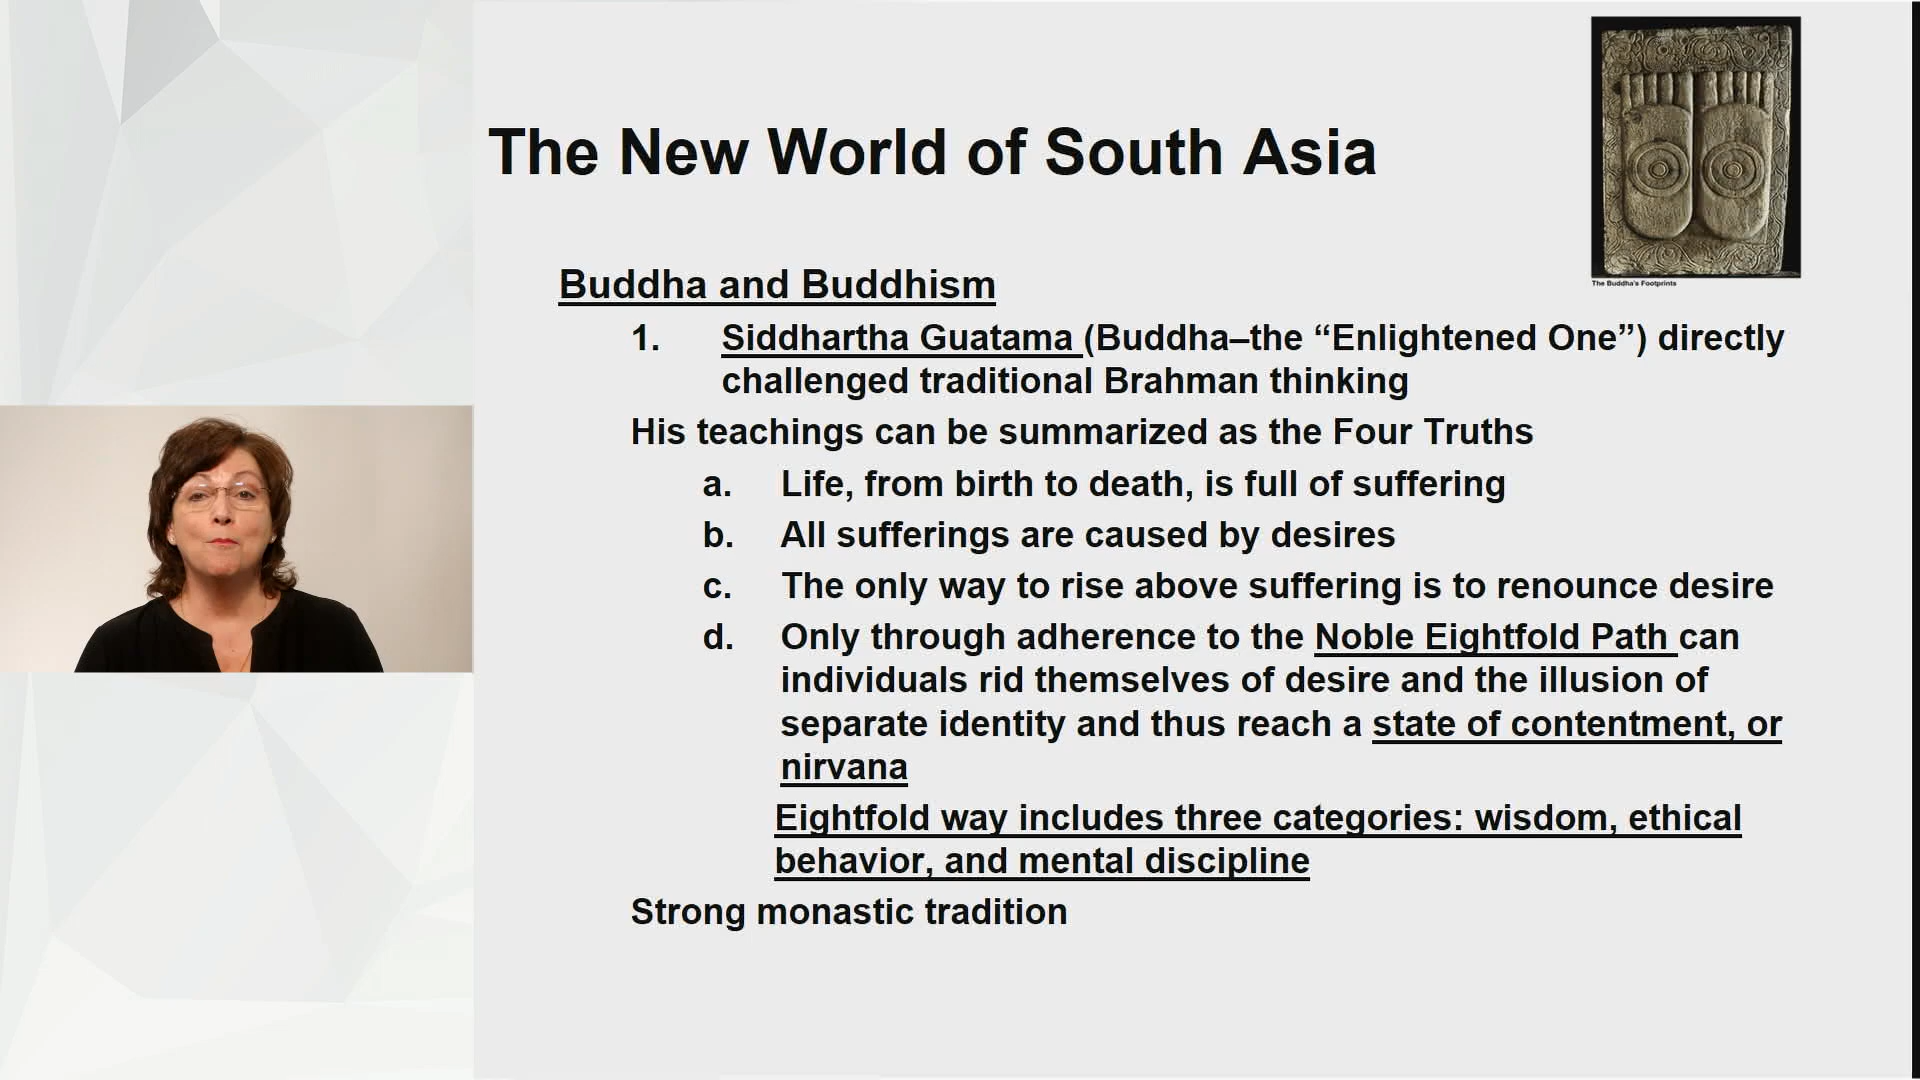 The New World of South Asia
The Buddha's Footprints
Buddha and Buddhism
1. Siddhartha Guatama (Buddha–the “Enlightened One”) directly
challenged traditional Brahman thinking
His teachings can be summarized as the Four Truths
a. Life, from birth to death, is full of suffering
b. All sufferings are caused by desires
c. The only way to rise above suffering is to renounce desire
d. Only through adherence to the Noble Eightfold Path can
individuals rid themselves of desire and the illusion of
separate identity and thus reach a state of contentment, or
nirvana
Eightfold way includes three categories: wisdom, ethical
behavior, and mental discipline
Strong monastic tradition